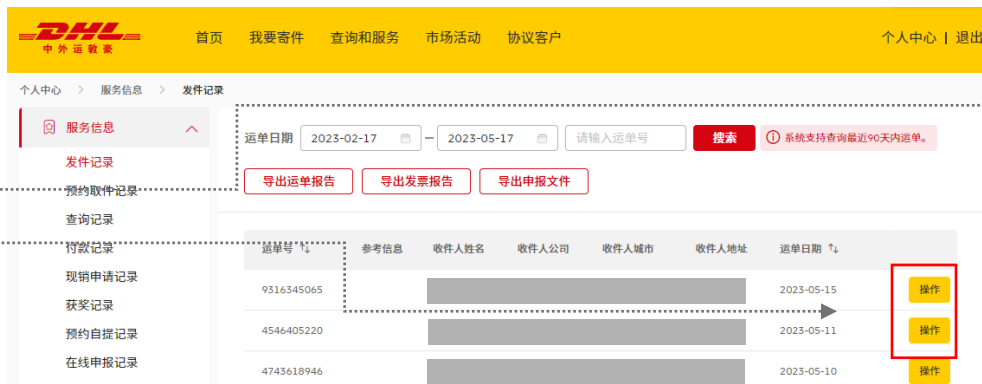 DHL
中外运敦豪
首页 我要寄件 查询和服务 市场活动 协议客户 个人中心 | 退出
个人中心 > 服务信息 > 发件记录
服务信息
发件记录
预约取件记录
查询记录
付款记录
现销申请记录
获奖记录
预约自提记录
在线申报记录
运单日期 2023-02-17 — 2023-05-17 请输入运单号 搜索 系统支持查询最近90天内运单。
导出运单报告 导出发票报告 导出申报文件
运单号 ↑↓ 参考信息 收件人姓名 收件人公司 收件人城市 收件人地址 运单日期 ↑↓
9316345065 2023-05-15 操作
4546405220 2023-05-11 操作
4743618946 2023-05-10 操作